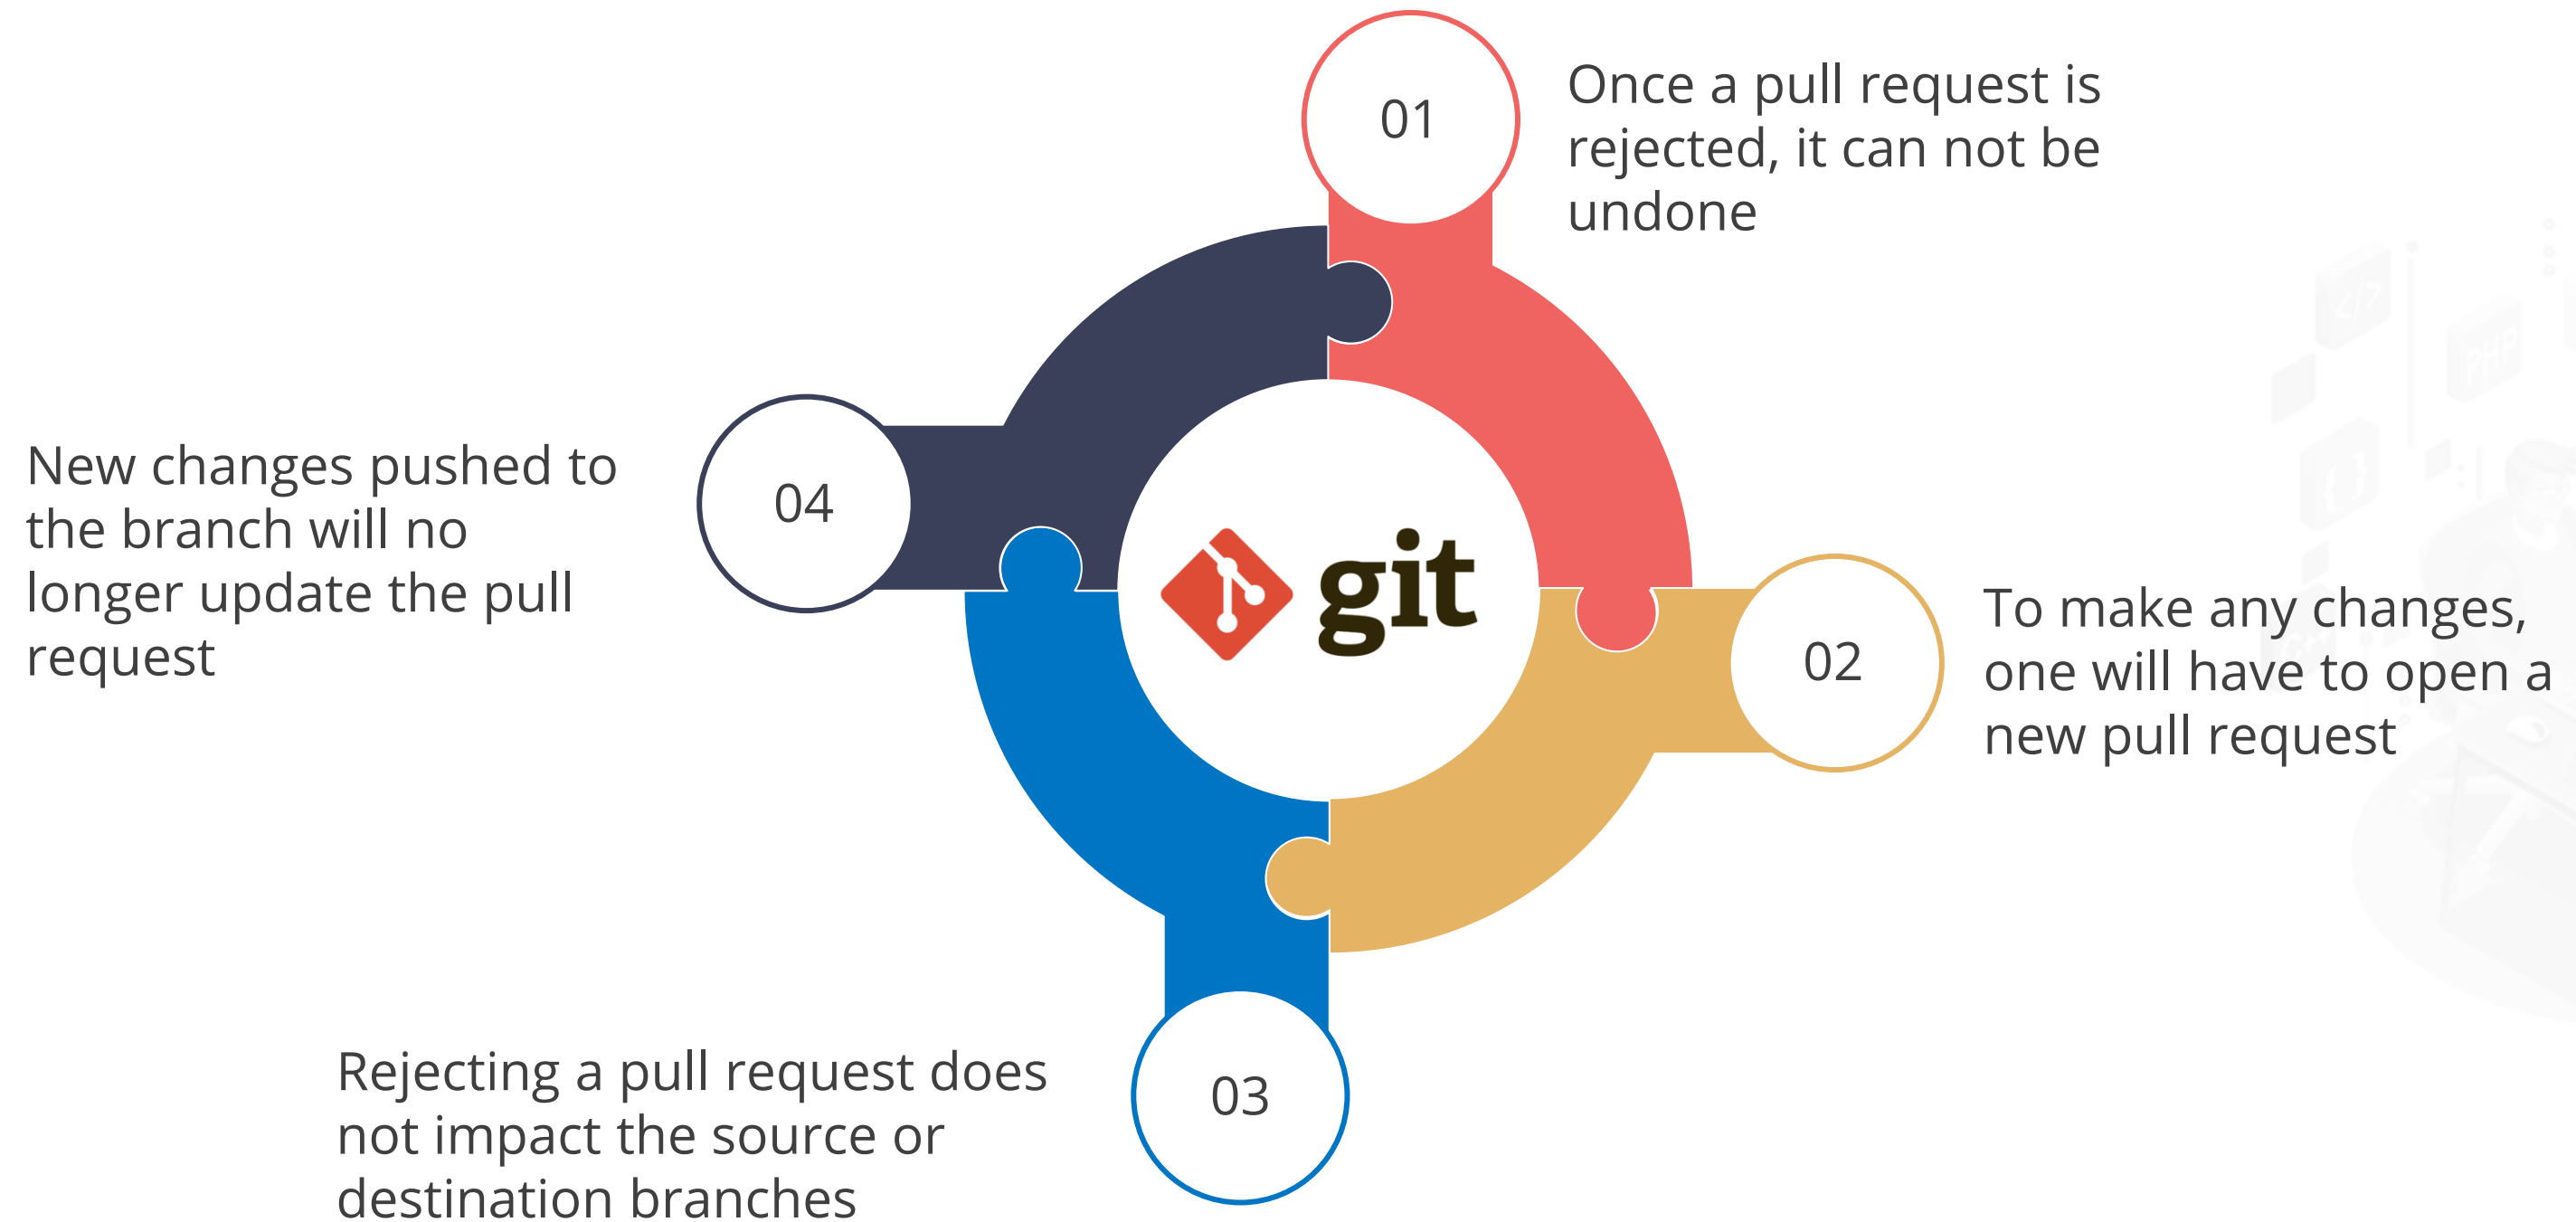 01
Once a pull request is
rejected, it can not be
undone
02
To make any changes,
one will have to open a
new pull request
03
Rejecting a pull request does
not impact the source or
destination branches
04
New changes pushed to
the branch will no
longer update the pull
request
git
</>
PHP
{ }